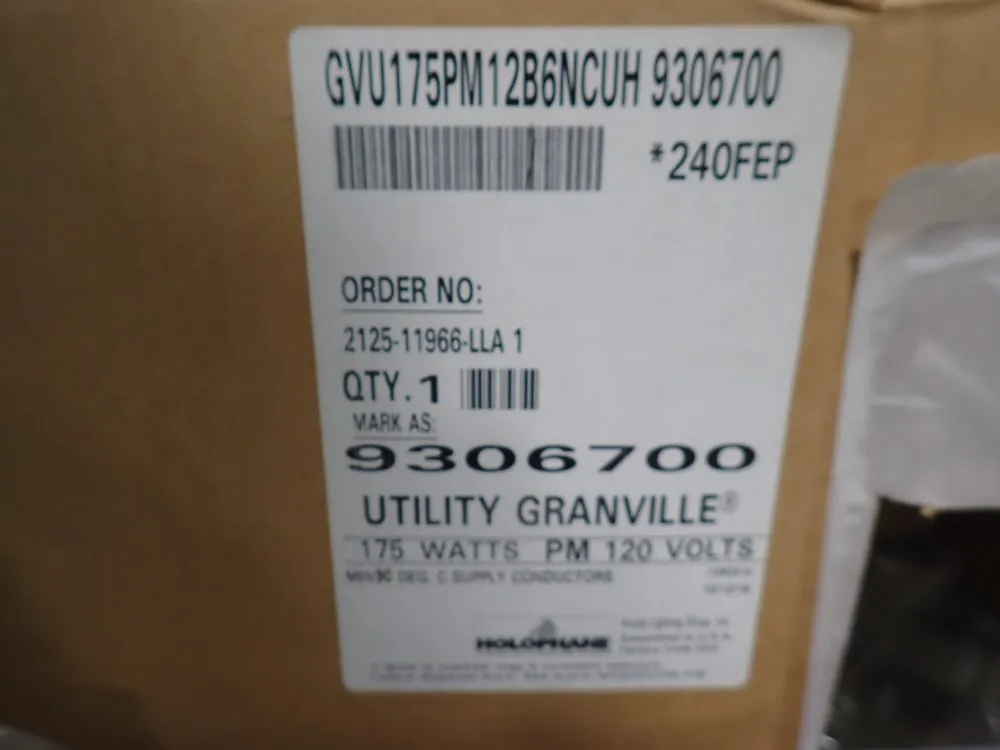 GVU175PM12B6NCUH 9306700
*240FEP
ORDER NO:
2125-11966-LLA 1
QTY. 1
MARK AS:
9306700
UTILITY GRANVILLE®
175 WATTS PM 120 VOLTS
MIN 90 DEG. C SUPPLY CONDUCTORS
HOLOPHANE